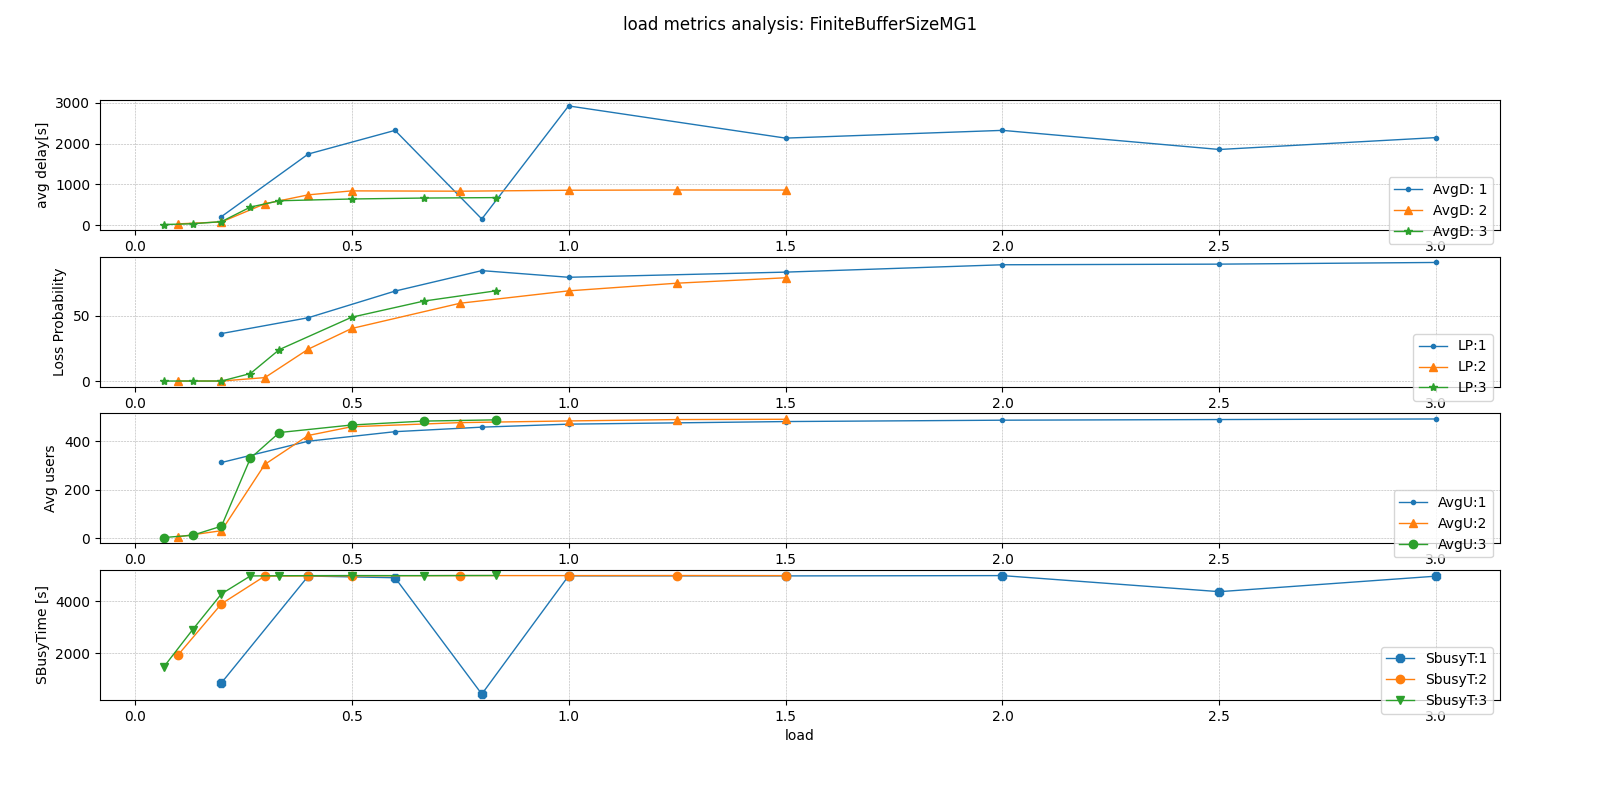 load metrics analysis: FiniteBufferSizeMG1
3000
2000
1000
0
avg delay[s]
AvgD: 1
AvgD: 2
AvgD: 3
0.0 0.5 1.0 1.5 2.0 2.5 3.0
50
0
Loss Probability
LP:1
LP:2
LP:3
0.0 0.5 1.0 1.5 2.0 2.5 3.0
400
200
0
Avg users
AvgU:1
AvgU:2
AvgU:3
0.0 0.5 1.0 1.5 2.0 2.5 3.0
4000
2000
SBusyTime [s]
SbusyT:1
SbusyT:2
SbusyT:3
0.0 0.5 1.0 1.5 2.0 2.5 3.0
load